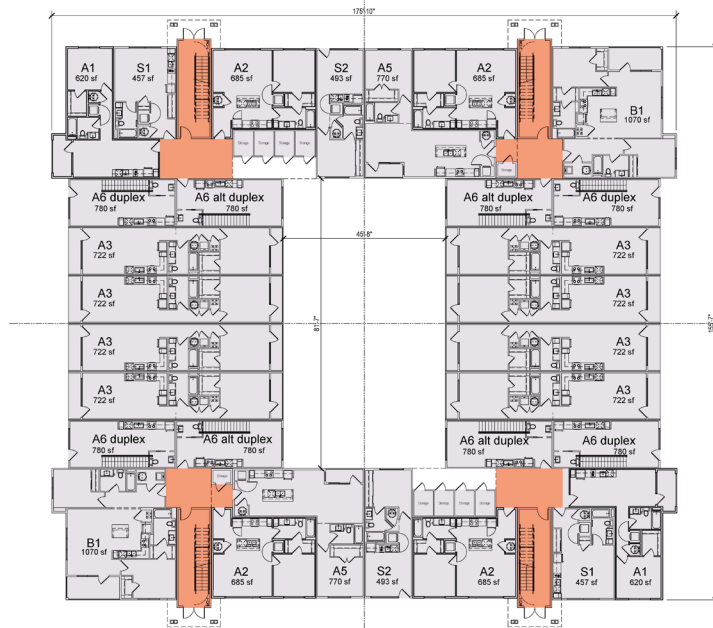 175'-10"
A1
620 sf
S1
457 sf
A2
685 sf
S2
493 sf
A5
770 sf
A2
685 sf
B1
1070 sf
Storage
Storage
Storage
Storage
Storage
A6 duplex
780 sf
A6 alt duplex
780 sf
A6 alt duplex
780 sf
A6 duplex
780 sf
45'-8"
A3
722 sf
A3
722 sf
A3
722 sf
A3
722 sf
81'-7"
155'-7"
A3
722 sf
A3
722 sf
A3
722 sf
A3
722 sf
A6 duplex
780 sf
A6 alt duplex
780 sf
A6 alt duplex
780 sf
A6 duplex
780 sf
Storage
Storage
Storage
Storage
Storage
B1
1070 sf
A2
685 sf
A5
770 sf
S2
493 sf
A2
685 sf
S1
457 sf
A1
620 sf